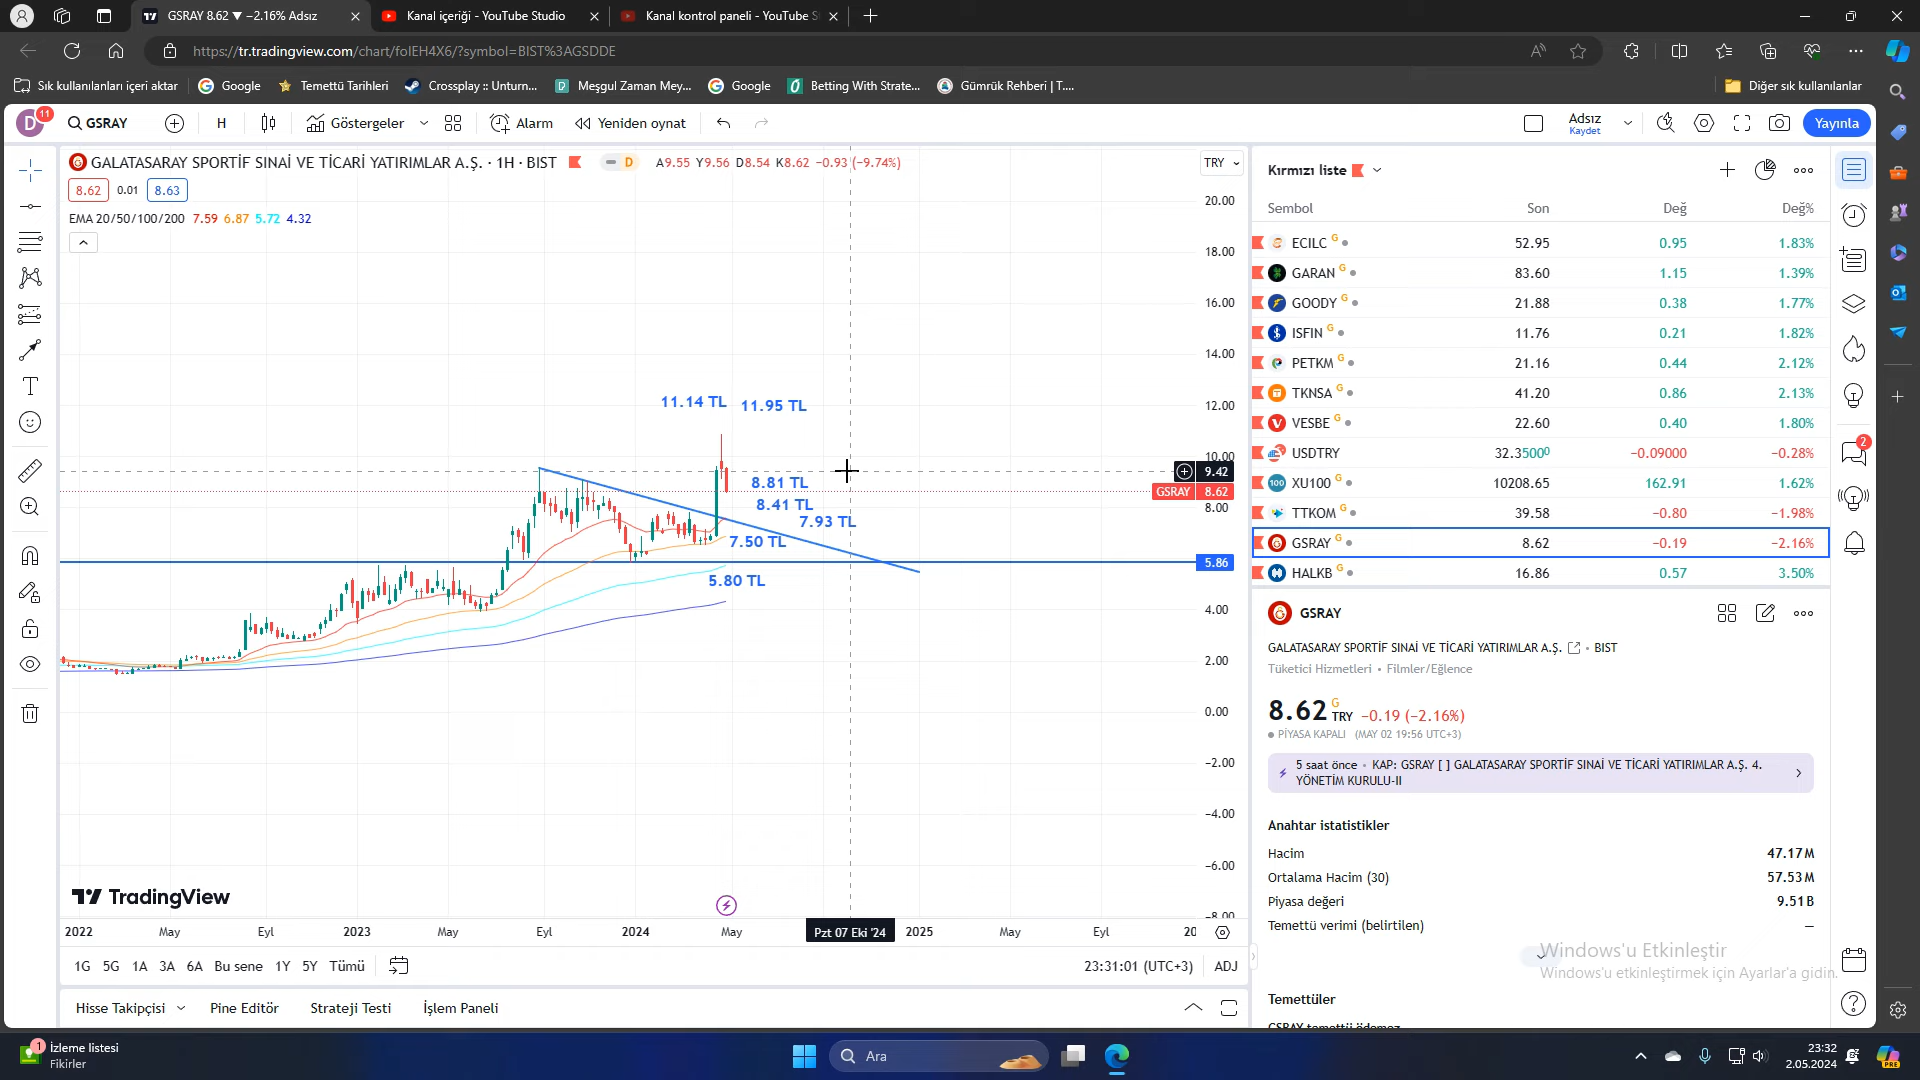 GSRAY 8.62 ▼ −2.16% Adsız
Kanal içeriği - YouTube Studio
Kanal kontrol paneli - YouTube S
https://tr.tradingview.com/chart/folEH4X6/?symbol=BIST%3AGSDDE
Sık kullanılanları içeri aktar
Google
Temettü Tarihleri
Crossplay :: Unturn...
Meşgul Zaman Mey...
Google
Betting With Strate...
Gümrük Rehberi | T....
Diğer sık kullanılanlar
D
11
GSRAY
H
Göstergeler
Alarm
Yeniden oynat
Adsız
Kaydet
Yayınla
GALATASARAY SPORTİF SINAİ VE TİCARİ YATIRIMLAR A.Ş. · 1H · BIST
D
A9.55 Y9.56 D8.54 K8.62 −0.93 (−9.74%)
TRY
8.62
0.01
8.63
EMA 20/50/100/200 7.59 6.87 5.72 4.32
20.00
18.00
16.00
14.00
12.00
10.00
9.42
GSRAY 8.62
8.00
5.86
4.00
2.00
0.00
−2.00
−4.00
−6.00
−8.00
11.14 TL
11.95 TL
8.81 TL
8.41 TL
7.93 TL
7.50 TL
5.80 TL
TradingView
2022
May
Eyl
2023
May
Eyl
2024
May
Pzt 07 Eki '24
2025
May
Eyl
20
1G 5G 1A 3A 6A Bu sene 1Y 5Y Tümü
23:31:01 (UTC+3)
ADJ
Hisse Takipçisi
Pine Editör
Strateji Testi
İşlem Paneli
Kırmızı liste
Sembol Son Değ Değ%
ECILC G 52.95 0.95 1.83%
GARAN G 83.60 1.15 1.39%
GOODY G 21.88 0.38 1.77%
ISFIN G 11.76 0.21 1.82%
PETKM G 21.16 0.44 2.12%
TKNSA G 41.20 0.86 2.13%
VESBE G 22.60 0.40 1.80%
USDTRY 32.3500⁰ −0.09000 −0.28%
100 XU100 G 10208.65 162.91 1.62%
TTKOM G 39.58 −0.80 −1.98%
GSRAY G 8.62 −0.19 −2.16%
HALKB G 16.86 0.57 3.50%
2
GSRAY
GALATASARAY SPORTİF SINAİ VE TİCARİ YATIRIMLAR A.Ş. • BIST
Tüketici Hizmetleri • Filmler/Eğlence
8.62 G TRY −0.19 (−2.16%)
PİYASA KAPALI (MAY 02 19:56 UTC+3)
5 saat önce • KAP: GSRAY [ ] GALATASARAY SPORTİF SINAİ VE TİCARİ YATIRIMLAR A.Ş. 4.
YÖNETİM KURULU-II
Anahtar istatistikler
Hacim 47.17M
Ortalama Hacim (30) 57.53M
Piyasa değeri 9.51B
Temettü verimi (belirtilen) —
Windows'u Etkinleştir
Windows'u etkinleştirmek için Ayarlar'a gidin.
Temettüler
GSRAY temettü ödemez
1
İzleme listesi
Fikirler
Ara
23:32
2.05.2024
PRE